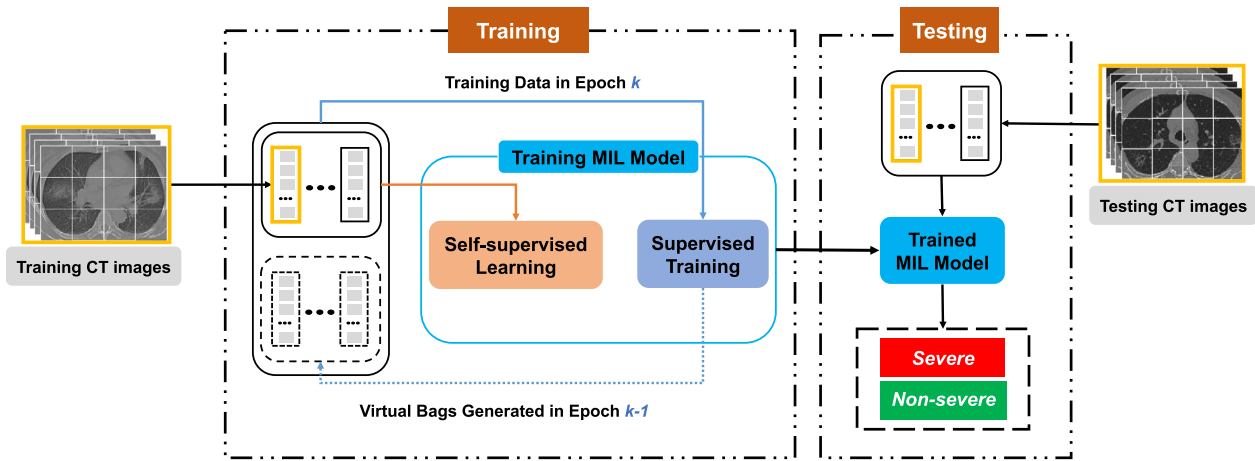 Training
Testing
Training Data in Epoch k
Training MIL Model
Self-supervised
Learning
Supervised
Training
Training CT images
Virtual Bags Generated in Epoch k-1
Testing CT images
Trained
MIL Model
Severe
Non-severe